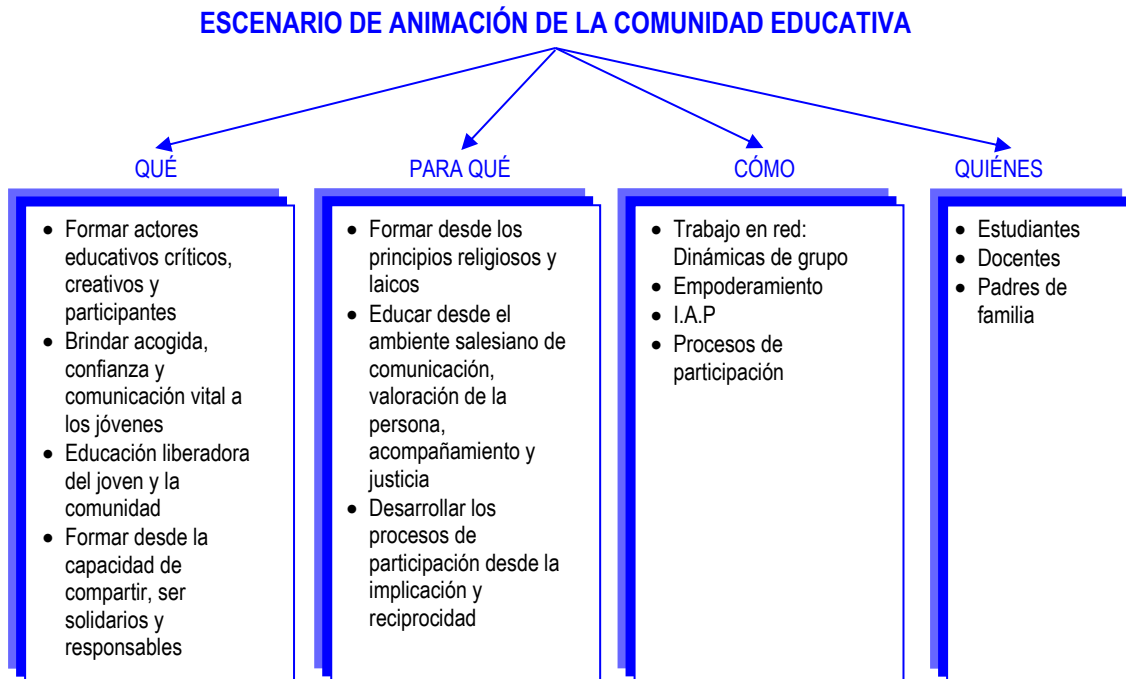 ESCENARIO DE ANIMACIÓN DE LA COMUNIDAD EDUCATIVA
QUÉ
• Formar actores
educativos críticos,
creativos y
participantes
• Brindar acogida,
confianza y
comunicación vital a
los jóvenes
• Educación liberadora
del joven y la
comunidad
• Formar desde la
capacidad de
compartir, ser
solidarios y
responsables
PARA QUÉ
• Formar desde los
principios religiosos y
laicos
• Educar desde el
ambiente salesiano de
comunicación,
valoración de la
persona,
acompañamiento y
justicia
• Desarrollar los
procesos de
participación desde la
implicación y
reciprocidad
CÓMO
• Trabajo en red:
Dinámicas de grupo
• Empoderamiento
• I.A.P
• Procesos de
participación
QUIÉNES
• Estudiantes
• Docentes
• Padres de
familia